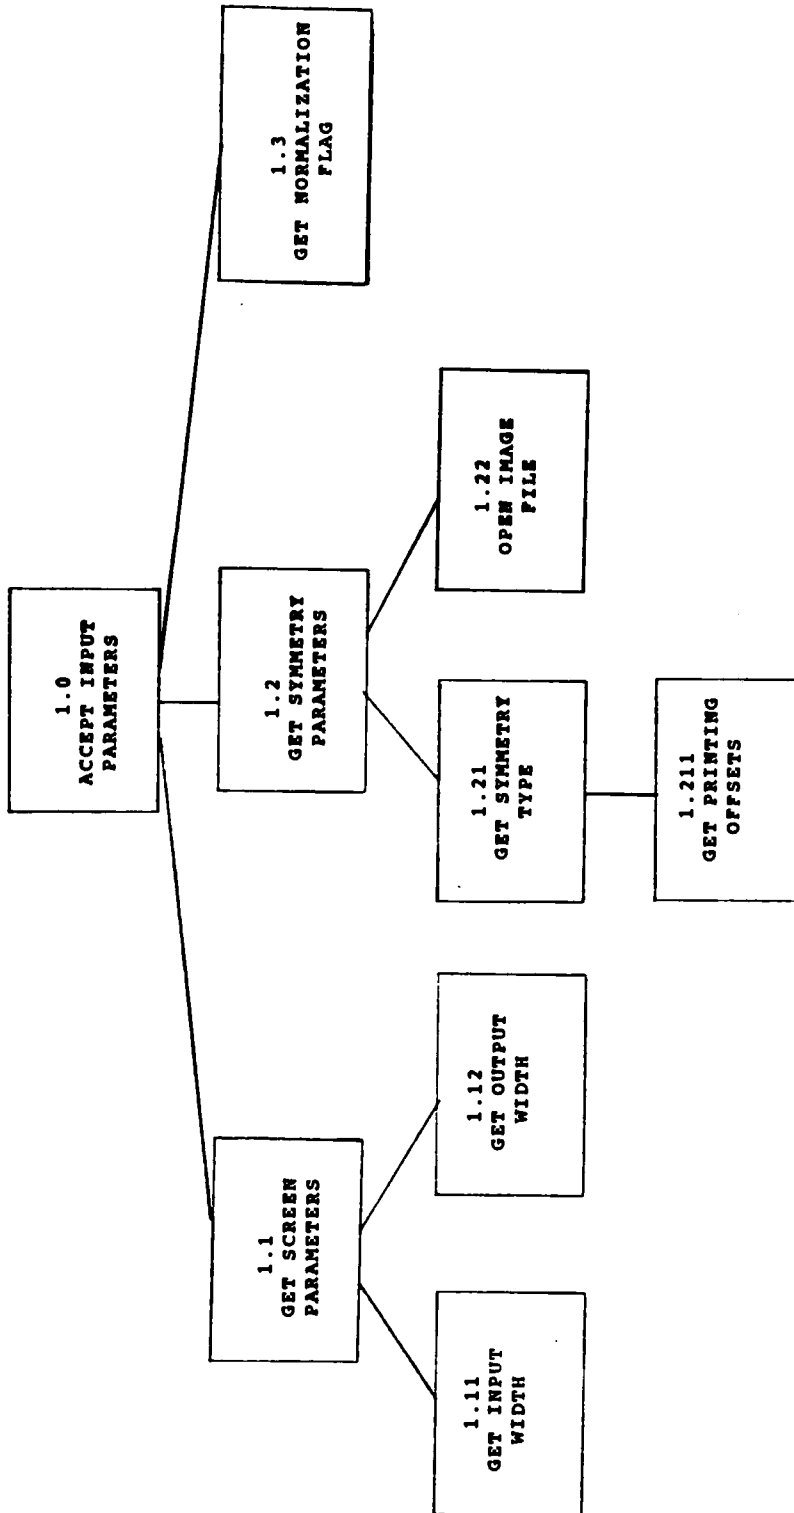 1.0
ACCEPT INPUT
PARAMETERS
1.1
GET SCREEN
PARAMETERS
1.2
GET SYMMETRY
PARAMETERS
1.3
GET NORMALIZATION
FLAG
1.11
GET INPUT
WIDTH
1.12
GET OUTPUT
WIDTH
1.21
GET SYMMETRY
TYPE
1.22
OPEN IMAGE
FILE
1.211
GET PRINTING
OFFSETS